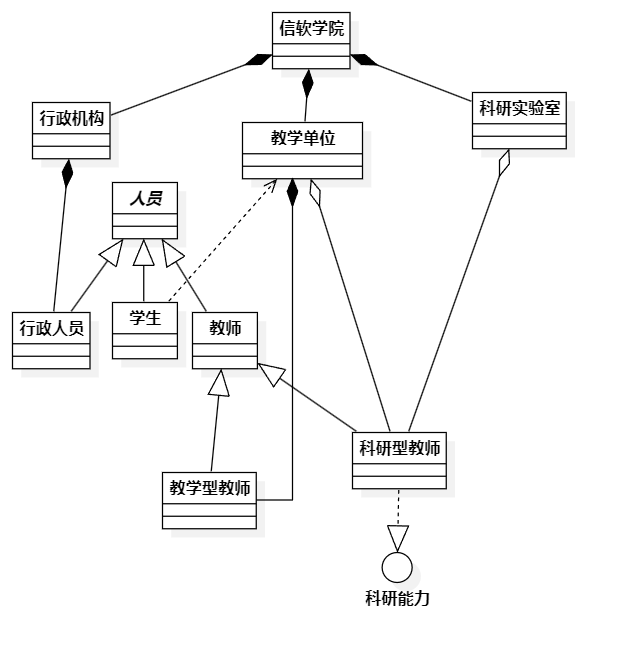 信软学院
行政机构
科研实验室
教学单位
人员
行政人员
学生
教师
科研型教师
教学型教师
科研能力